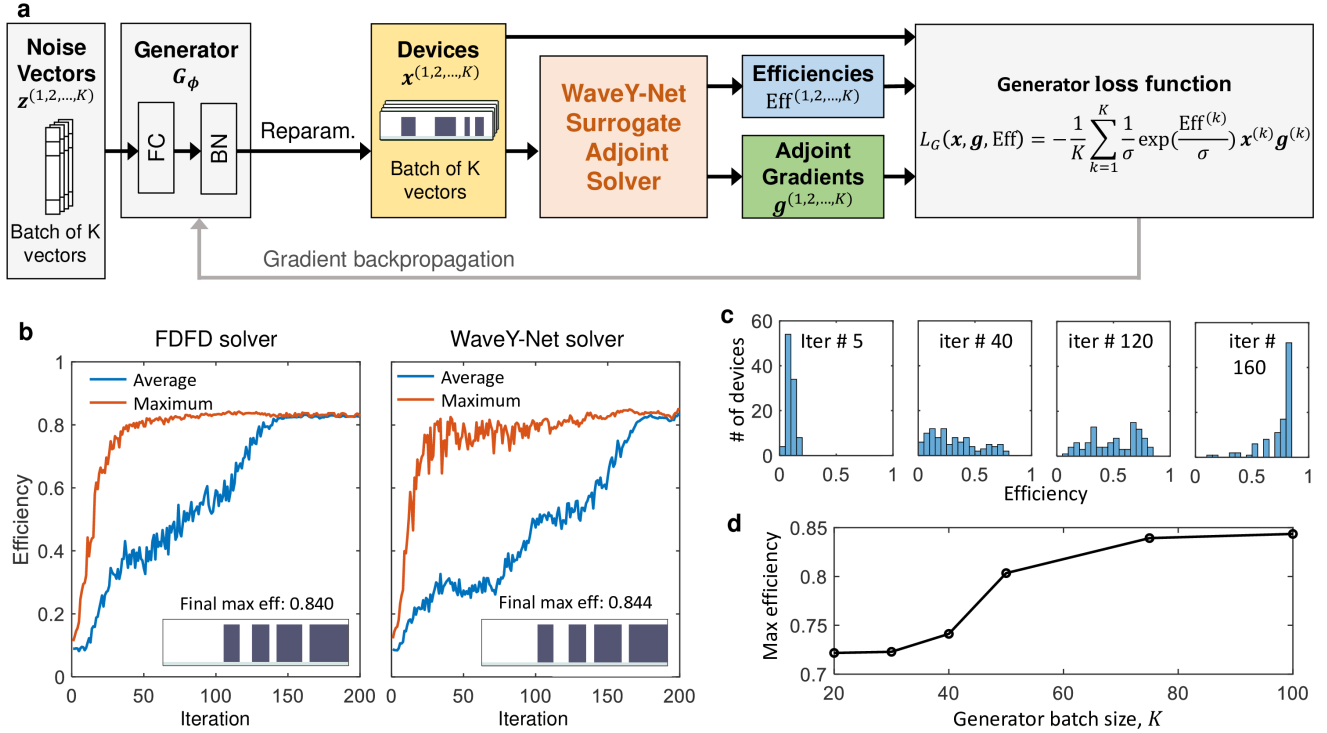 a
Noise
Vectors
z^(1,2,...,K)
Batch of K
vectors
Generator
G_ϕ
FC
BN
Reparam.
Devices
x^(1,2,...,K)
Batch of K
vectors
WaveY-Net
Surrogate
Adjoint
Solver
Efficiencies
Eff^(1,2,...,K)
Adjoint
Gradients
g^(1,2,...,K)
Generator loss function
L_G(x, g, Eff) = −1/K ∑_{k=1}^{K} 1/σ exp(Eff^(k)/σ) x^(k) g^(k)
Gradient backpropagation
b
FDFD solver
Average
Maximum
Final max eff: 0.840
Efficiency
1
0.8
0.6
0.4
0.2
0
0 50 100 150 200
Iteration
WaveY-Net solver
Average
Maximum
Final max eff: 0.844
0 50 100 150 200
Iteration
c
# of devices
60
40
20
0
Iter # 5
iter # 40
iter # 120
iter #
160
0 0.5 1
0 0.5 1
0 0.5 1
0 0.5 1
Efficiency
d
Max efficiency
0.85
0.8
0.75
0.7
20 40 60 80 100
Generator batch size, K